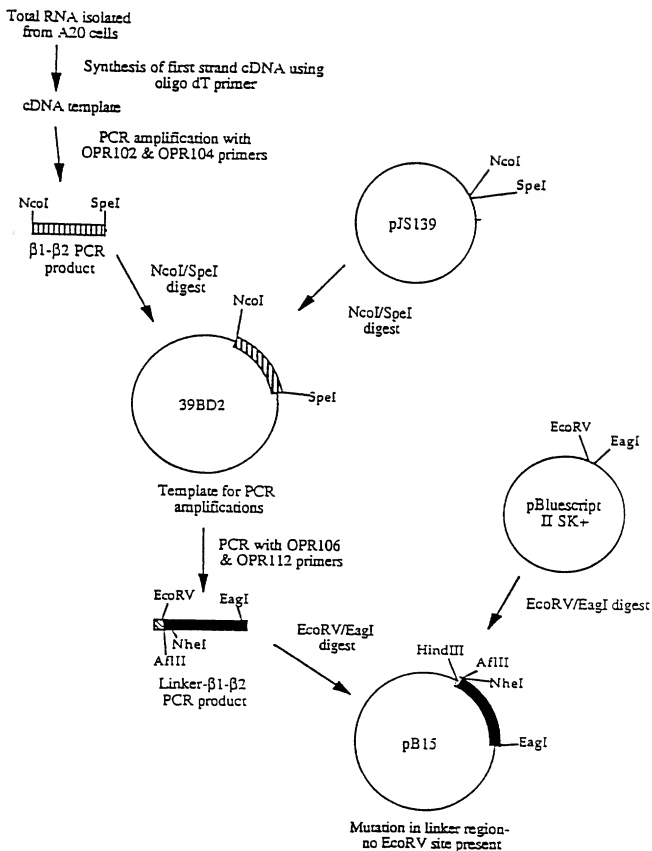 Total RNA isolated
from A20 cells
Synthesis of first strand cDNA using
oligo dT primer
cDNA template
PCR amplification with
OPR102 & OPR104 primers
NcoI
SpeI
β1-β2 PCR
product
NcoI/SpeI
digest
NcoI
SpeI
pJS139
NcoI/SpeI
digest
NcoI
SpeI
39BD2
Template for PCR
amplifications
PCR with OPR106
& OPR112 primers
EcoRV
EagI
pBluescript
II SK+
EcoRV/EagI digest
EcoRV
EagI
NheI
AflII
Linker-β1-β2
PCR product
EcoRV/EagI
digest
HindIII
AflII
NheI
EagI
pB15
Mutation in linker region-
no EcoRV site present